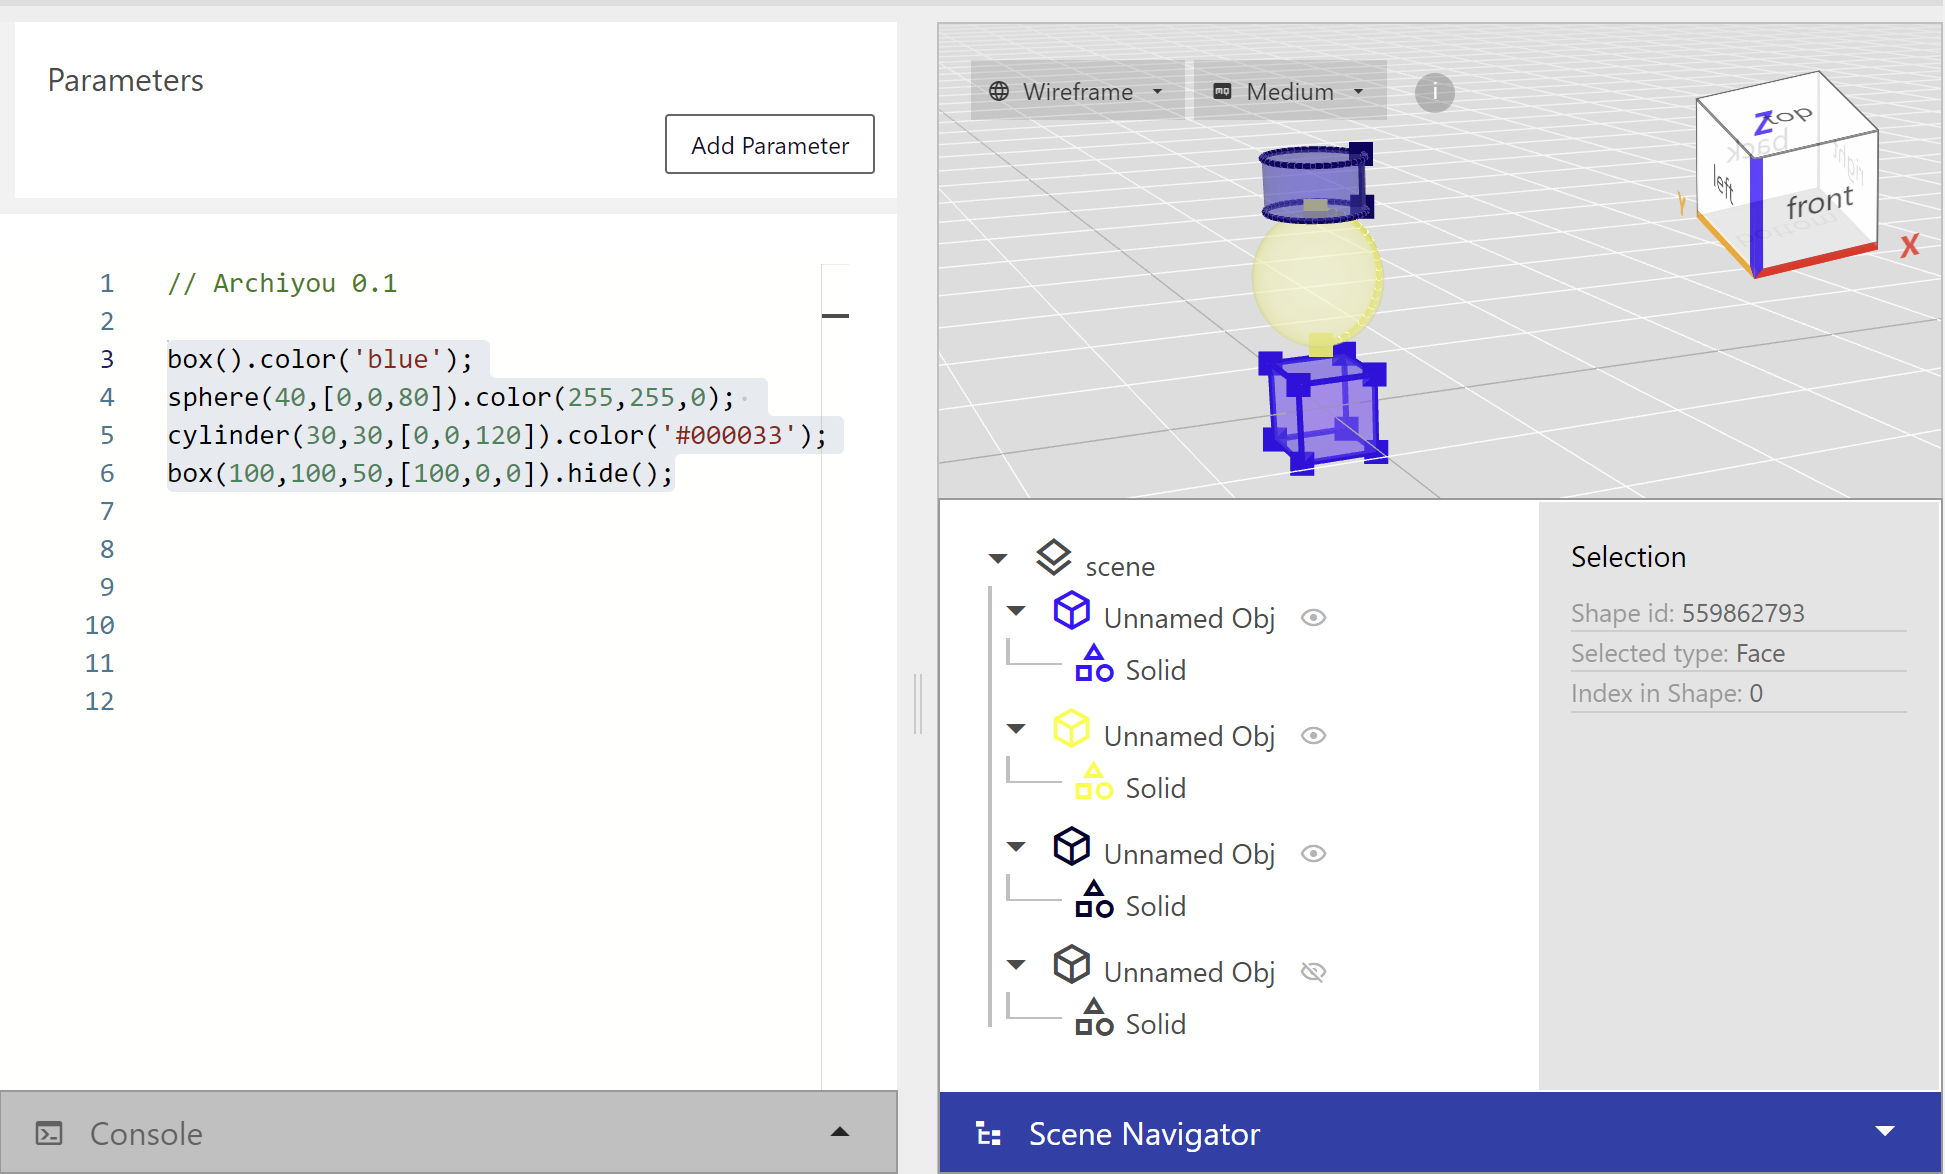 Parameters
Add Parameter
1 // Archiyou 0.1
2
3 box().color('blue');
4 sphere(40,[0,0,80]).color(255,255,0);
5 cylinder(30,30,[0,0,120]).color('#000033');
6 box(100,100,50,[100,0,0]).hide();
7
8
9
10
11
12
Console
Wireframe
MQ Medium
i
Z top
back
left
right
front
bottom
Y
X
scene
Unnamed Obj
Solid
Unnamed Obj
Solid
Unnamed Obj
Solid
Unnamed Obj
Solid
Selection
Shape id: 559862793
Selected type: Face
Index in Shape: 0
Scene Navigator